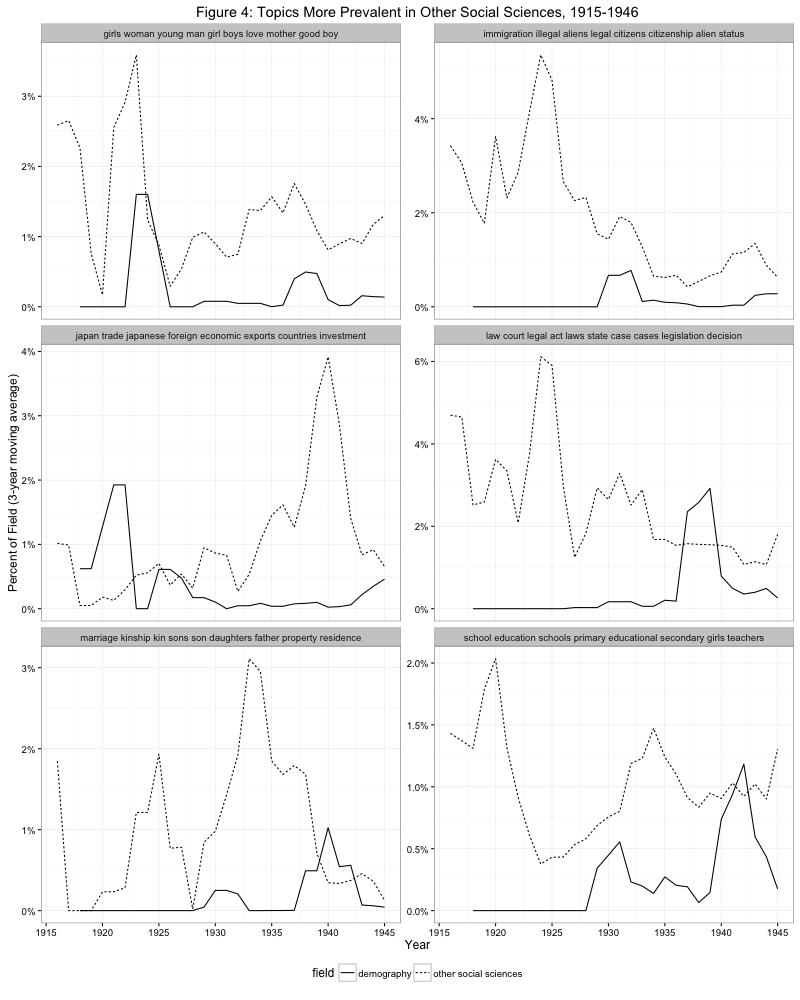 Figure 4: Topics More Prevalent in Other Social Sciences, 1915-1946
girls woman young man girl boys love mother good boy
immigration illegal aliens legal citizens citizenship alien status
3%
2%
1%
0%
4%
2%
0%
japan trade japanese foreign economic exports countries investment
law court legal act laws state case cases legislation decision
4%
3%
2%
1%
0%
6%
4%
2%
0%
Percent of Field (3-year moving average)
marriage kinship kin sons son daughters father property residence
school education schools primary educational secondary girls teachers
3%
2%
1%
0%
2.0%
1.5%
1.0%
0.5%
0.0%
1915 1920 1925 1930 1935 1940 1945
1915 1920 1925 1930 1935 1940 1945
Year
field demography other social sciences